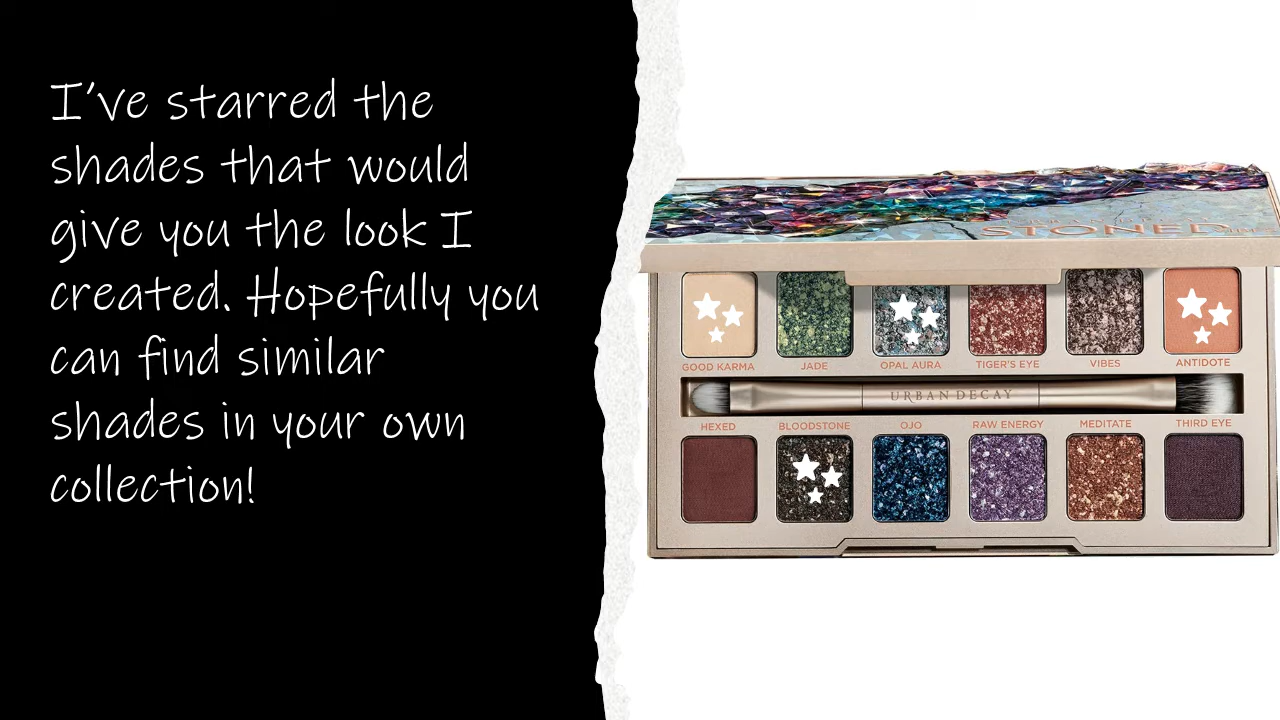 I've starred the
shades that would
give you the look I
created. Hopefully you
can find similar
shades in your own
collection!
STONED
GOOD KARMA JADE OPAL AURA TIGER'S EYE VIBES ANTIDOTE
URBAN DECAY
HEXED BLOODSTONE OJO RAW ENERGY MEDITATE THIRD EYE